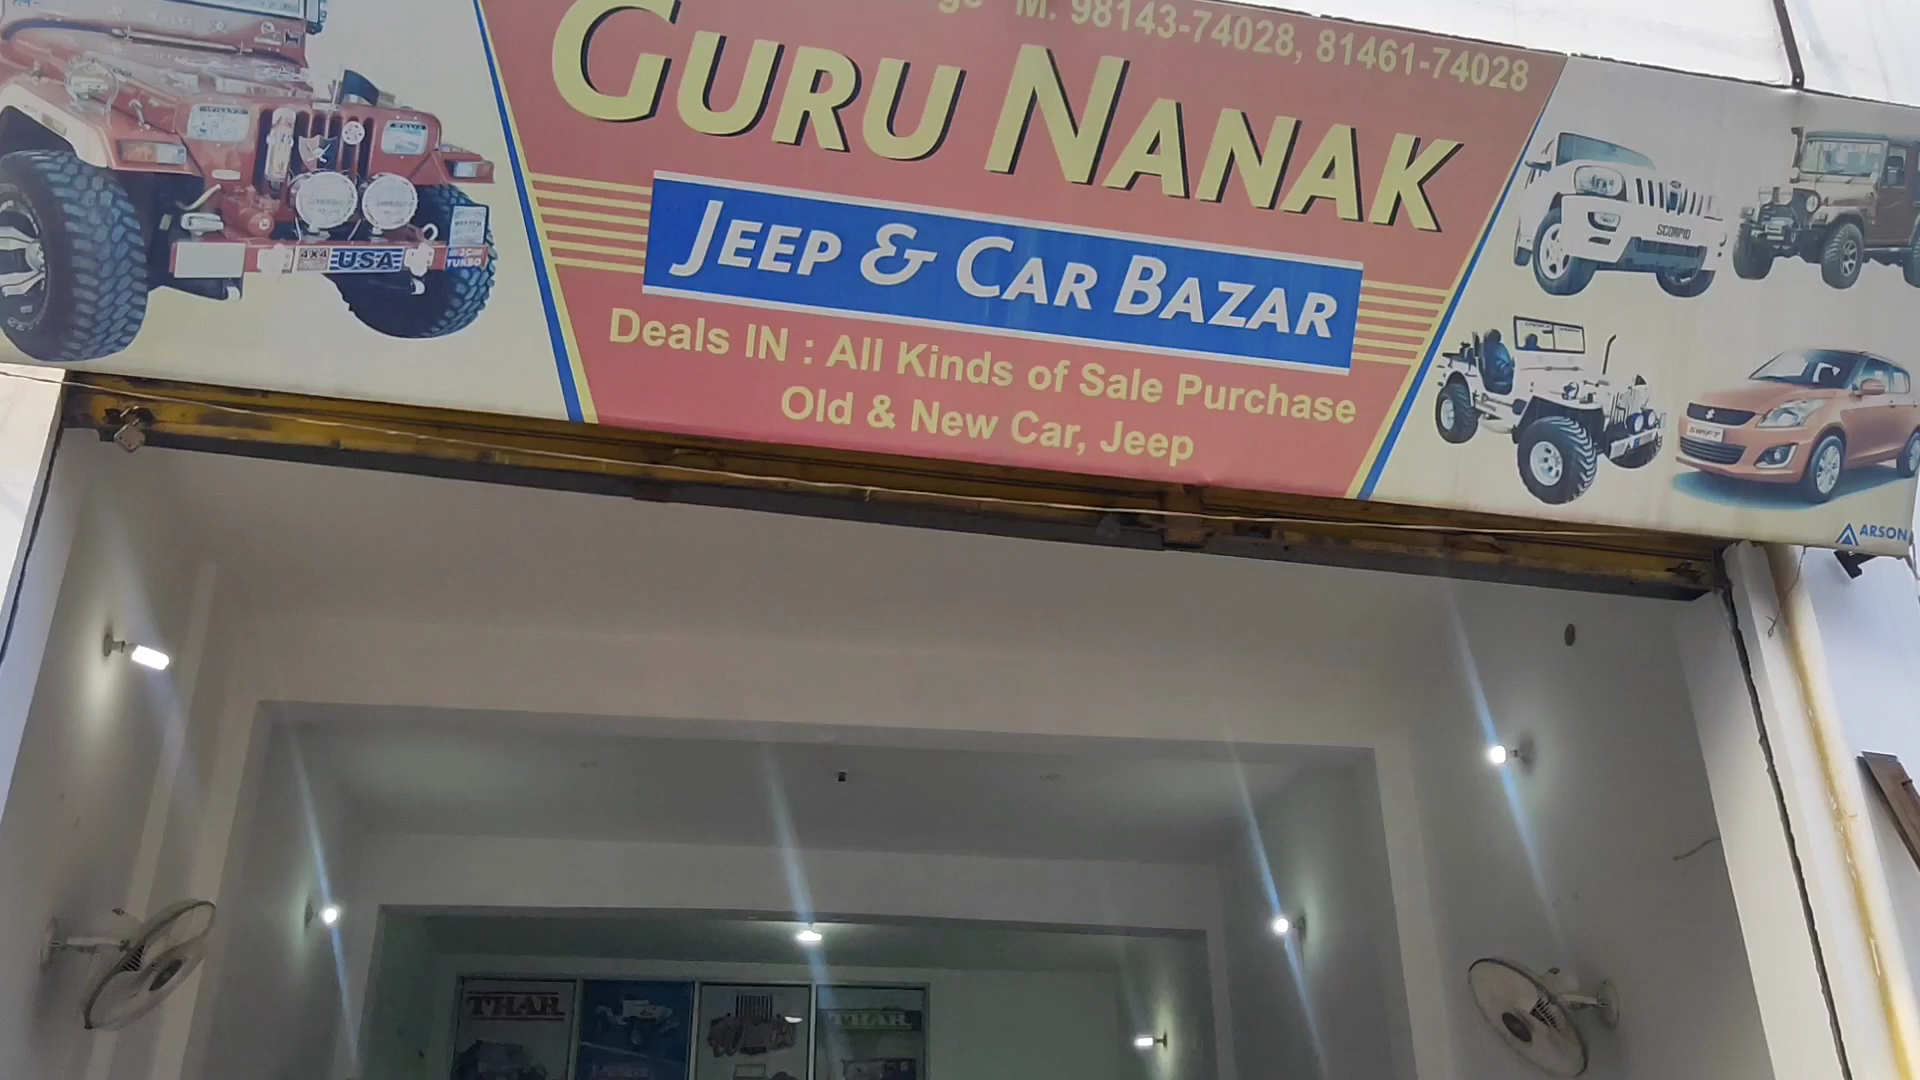 M. 98143-74028, 81461-74028
GURU NANAK
JEEP & CAR BAZAR
Deals IN : All Kinds of Sale Purchase
Old & New Car, Jeep
4X4
USA
TURBO
SCORPIO
SWIFT
ARSON
THAR
THAR